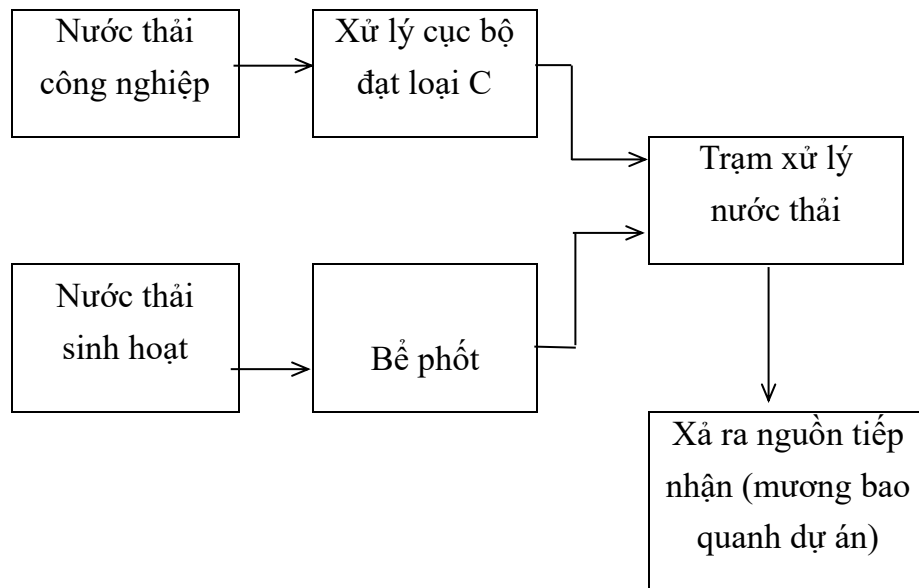 Nước thải
công nghiệp
Xử lý cục bộ
đạt loại C
Trạm xử lý
nước thải
Nước thải
sinh hoạt
Bể phốt
Xả ra nguồn tiếp
nhận (mương bao
quanh dự án)